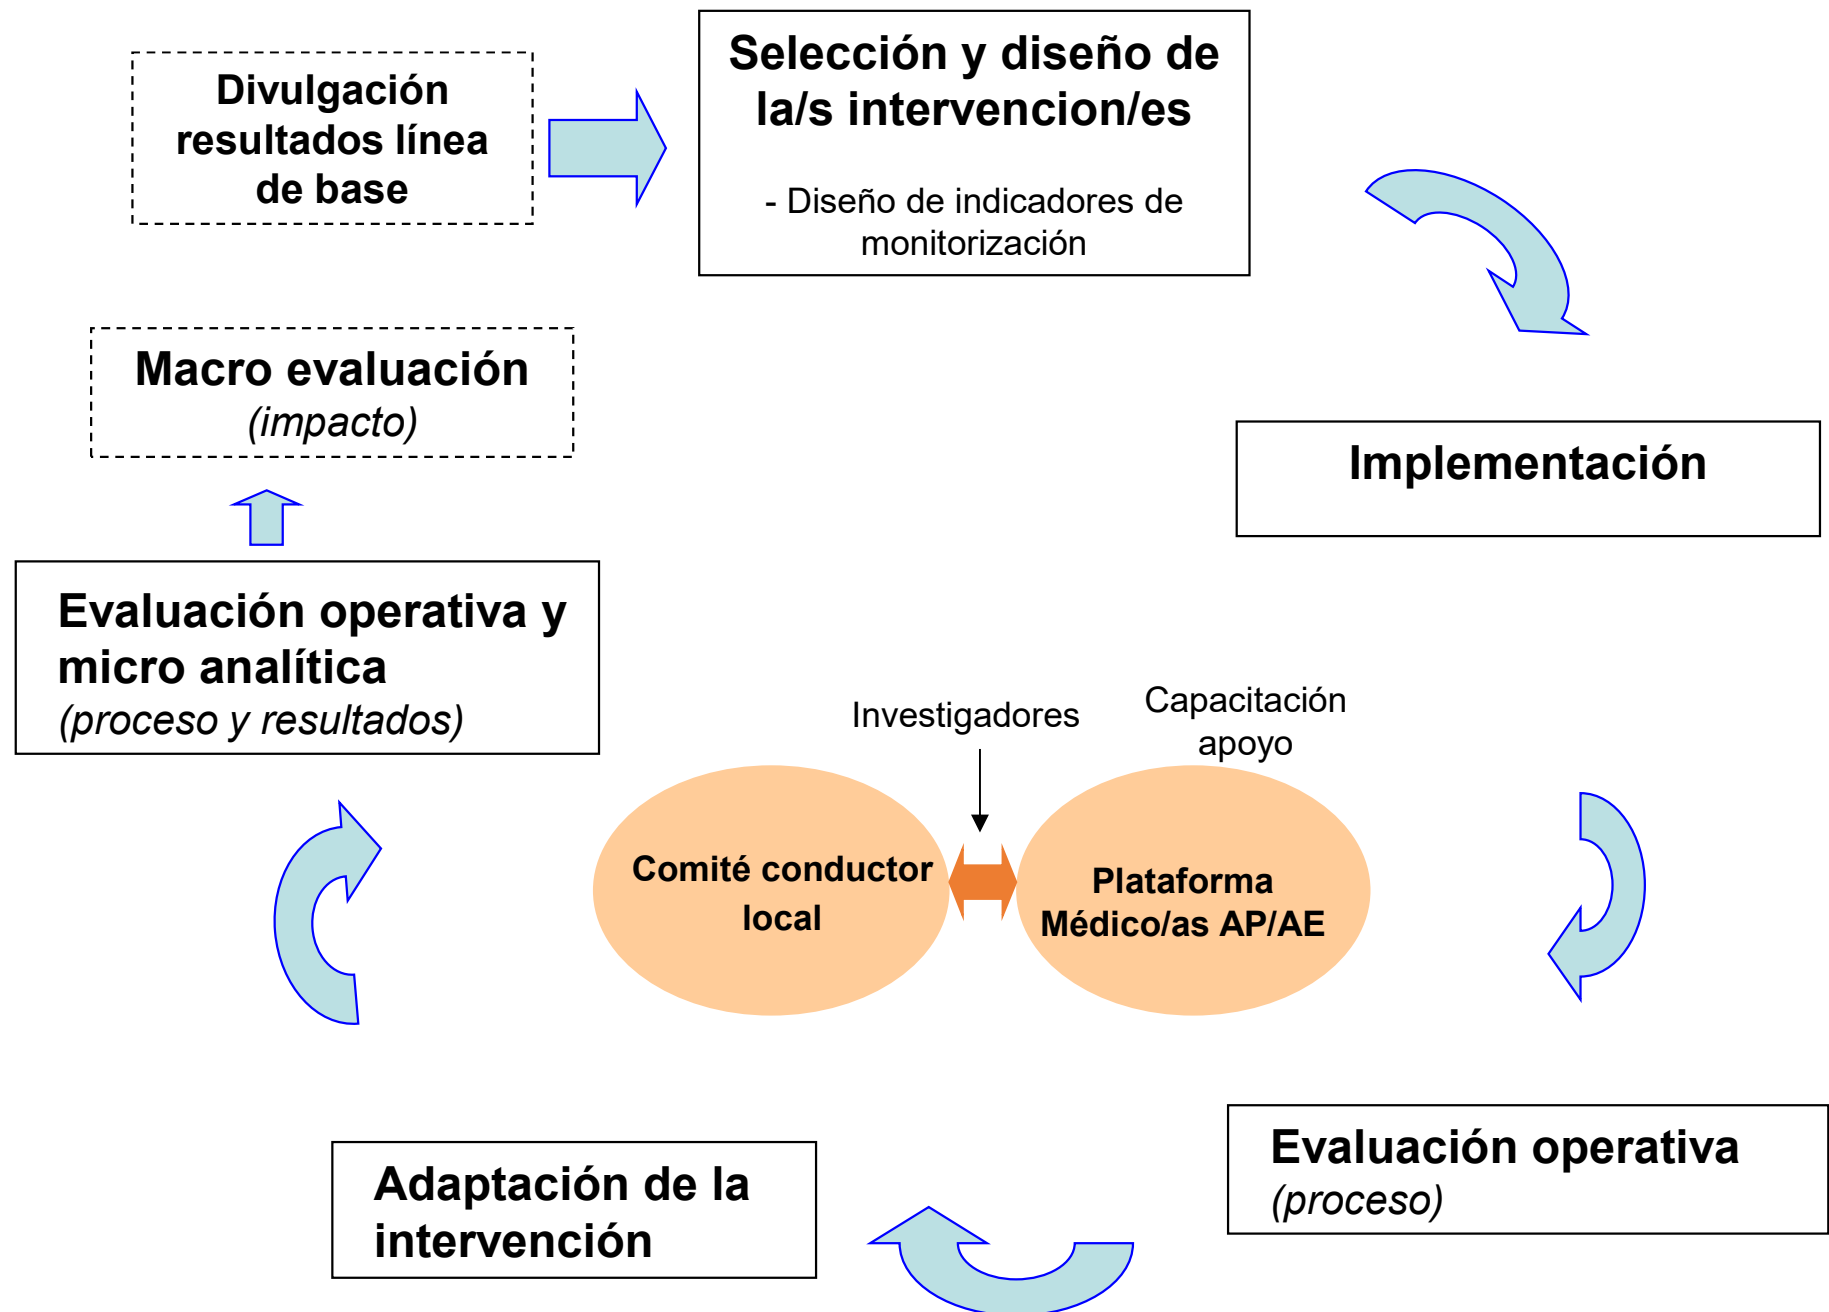 Divulgación
resultados línea
de base
Selección y diseño de
la/s intervencion/es
- Diseño de indicadores de
monitorización
Macro evaluación
(impacto)
Implementación
Evaluación operativa y
micro analítica
(proceso y resultados)
Investigadores
Capacitación
apoyo
Comité conductor
local
Plataforma
Médico/as AP/AE
Adaptación de la
intervención
Evaluación operativa
(proceso)